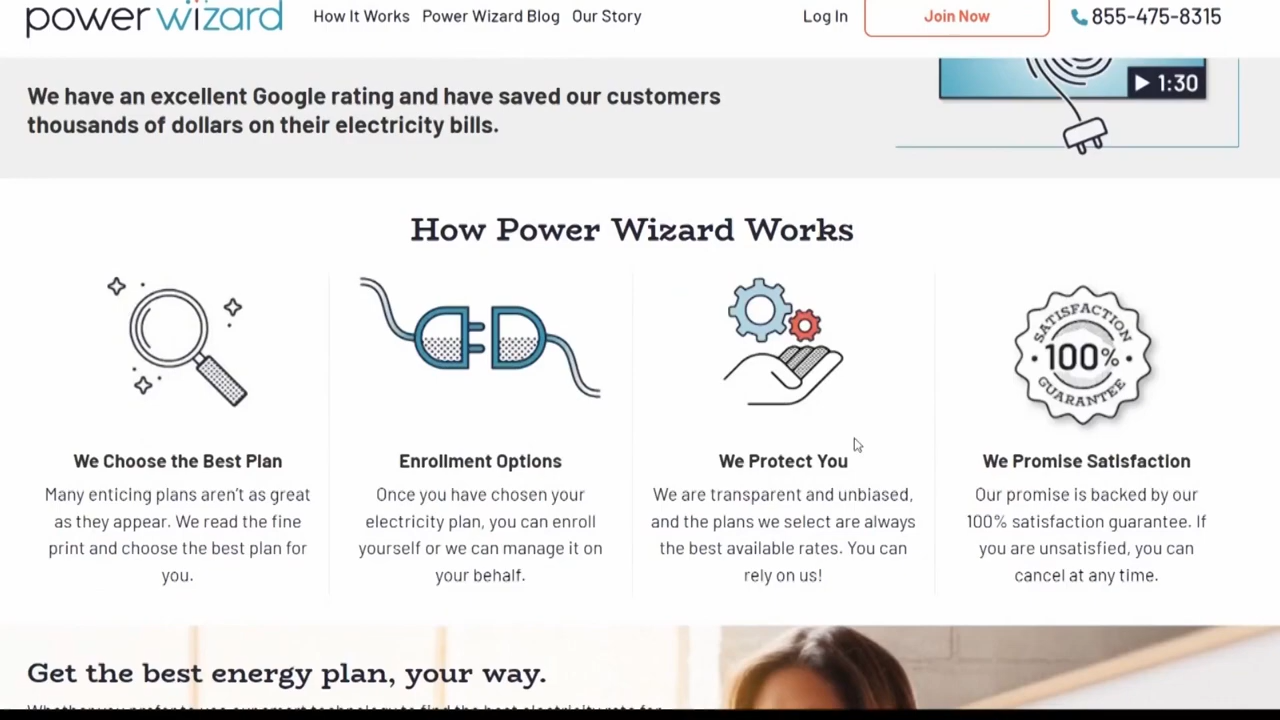 power wizard
How It Works Power Wizard Blog Our Story
Log In
Join Now
855-475-8315
We have an excellent Google rating and have saved our customers
thousands of dollars on their electricity bills.
1:30
How Power Wizard Works
SATISFACTION
100%
GUARANTEE
We Choose the Best Plan
Many enticing plans aren't as great
as they appear. We read the fine
print and choose the best plan for
you.
Enrollment Options
Once you have chosen your
electricity plan, you can enroll
yourself or we can manage it on
your behalf.
We Protect You
We are transparent and unbiased,
and the plans we select are always
the best available rates. You can
rely on us!
We Promise Satisfaction
Our promise is backed by our
100% satisfaction guarantee. If
you are unsatisfied, you can
cancel at any time.
Get the best energy plan, your way.